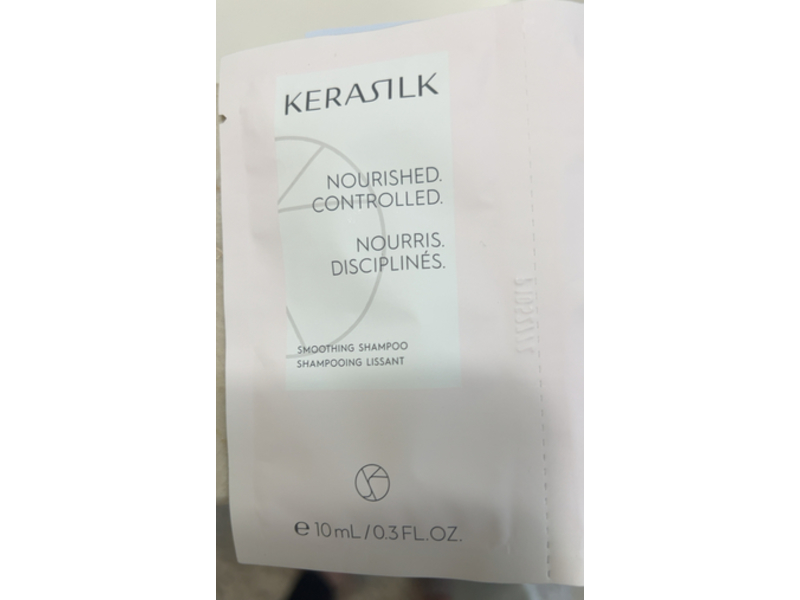 KERASILK
NOURISHED.
CONTROLLED.
NOURRIS.
DISCIPLINÉS.
SMOOTHING SHAMPOO
SHAMPOOING LISSANT
℮ 10 mL / 0.3 FL.OZ.